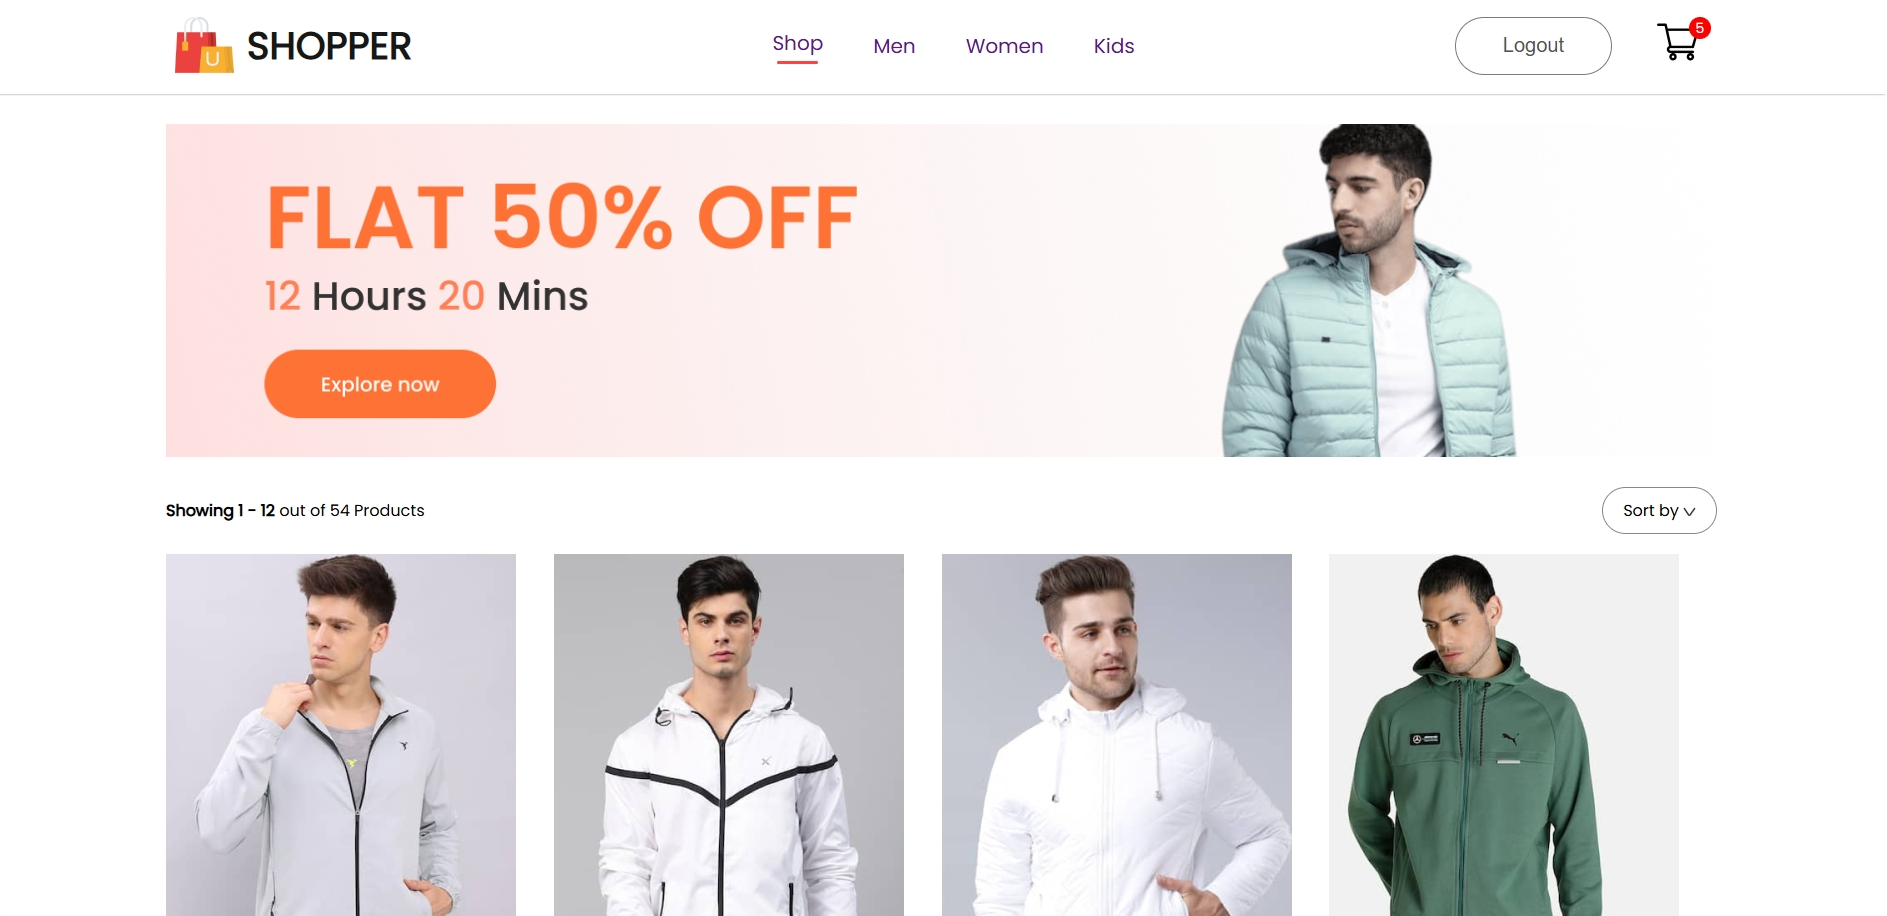 SHOPPER
Shop
Men
Women
Kids
Logout
5
FLAT 50% OFF
12 Hours 20 Mins
Explore now
Showing 1 - 12 out of 54 Products
Sort by